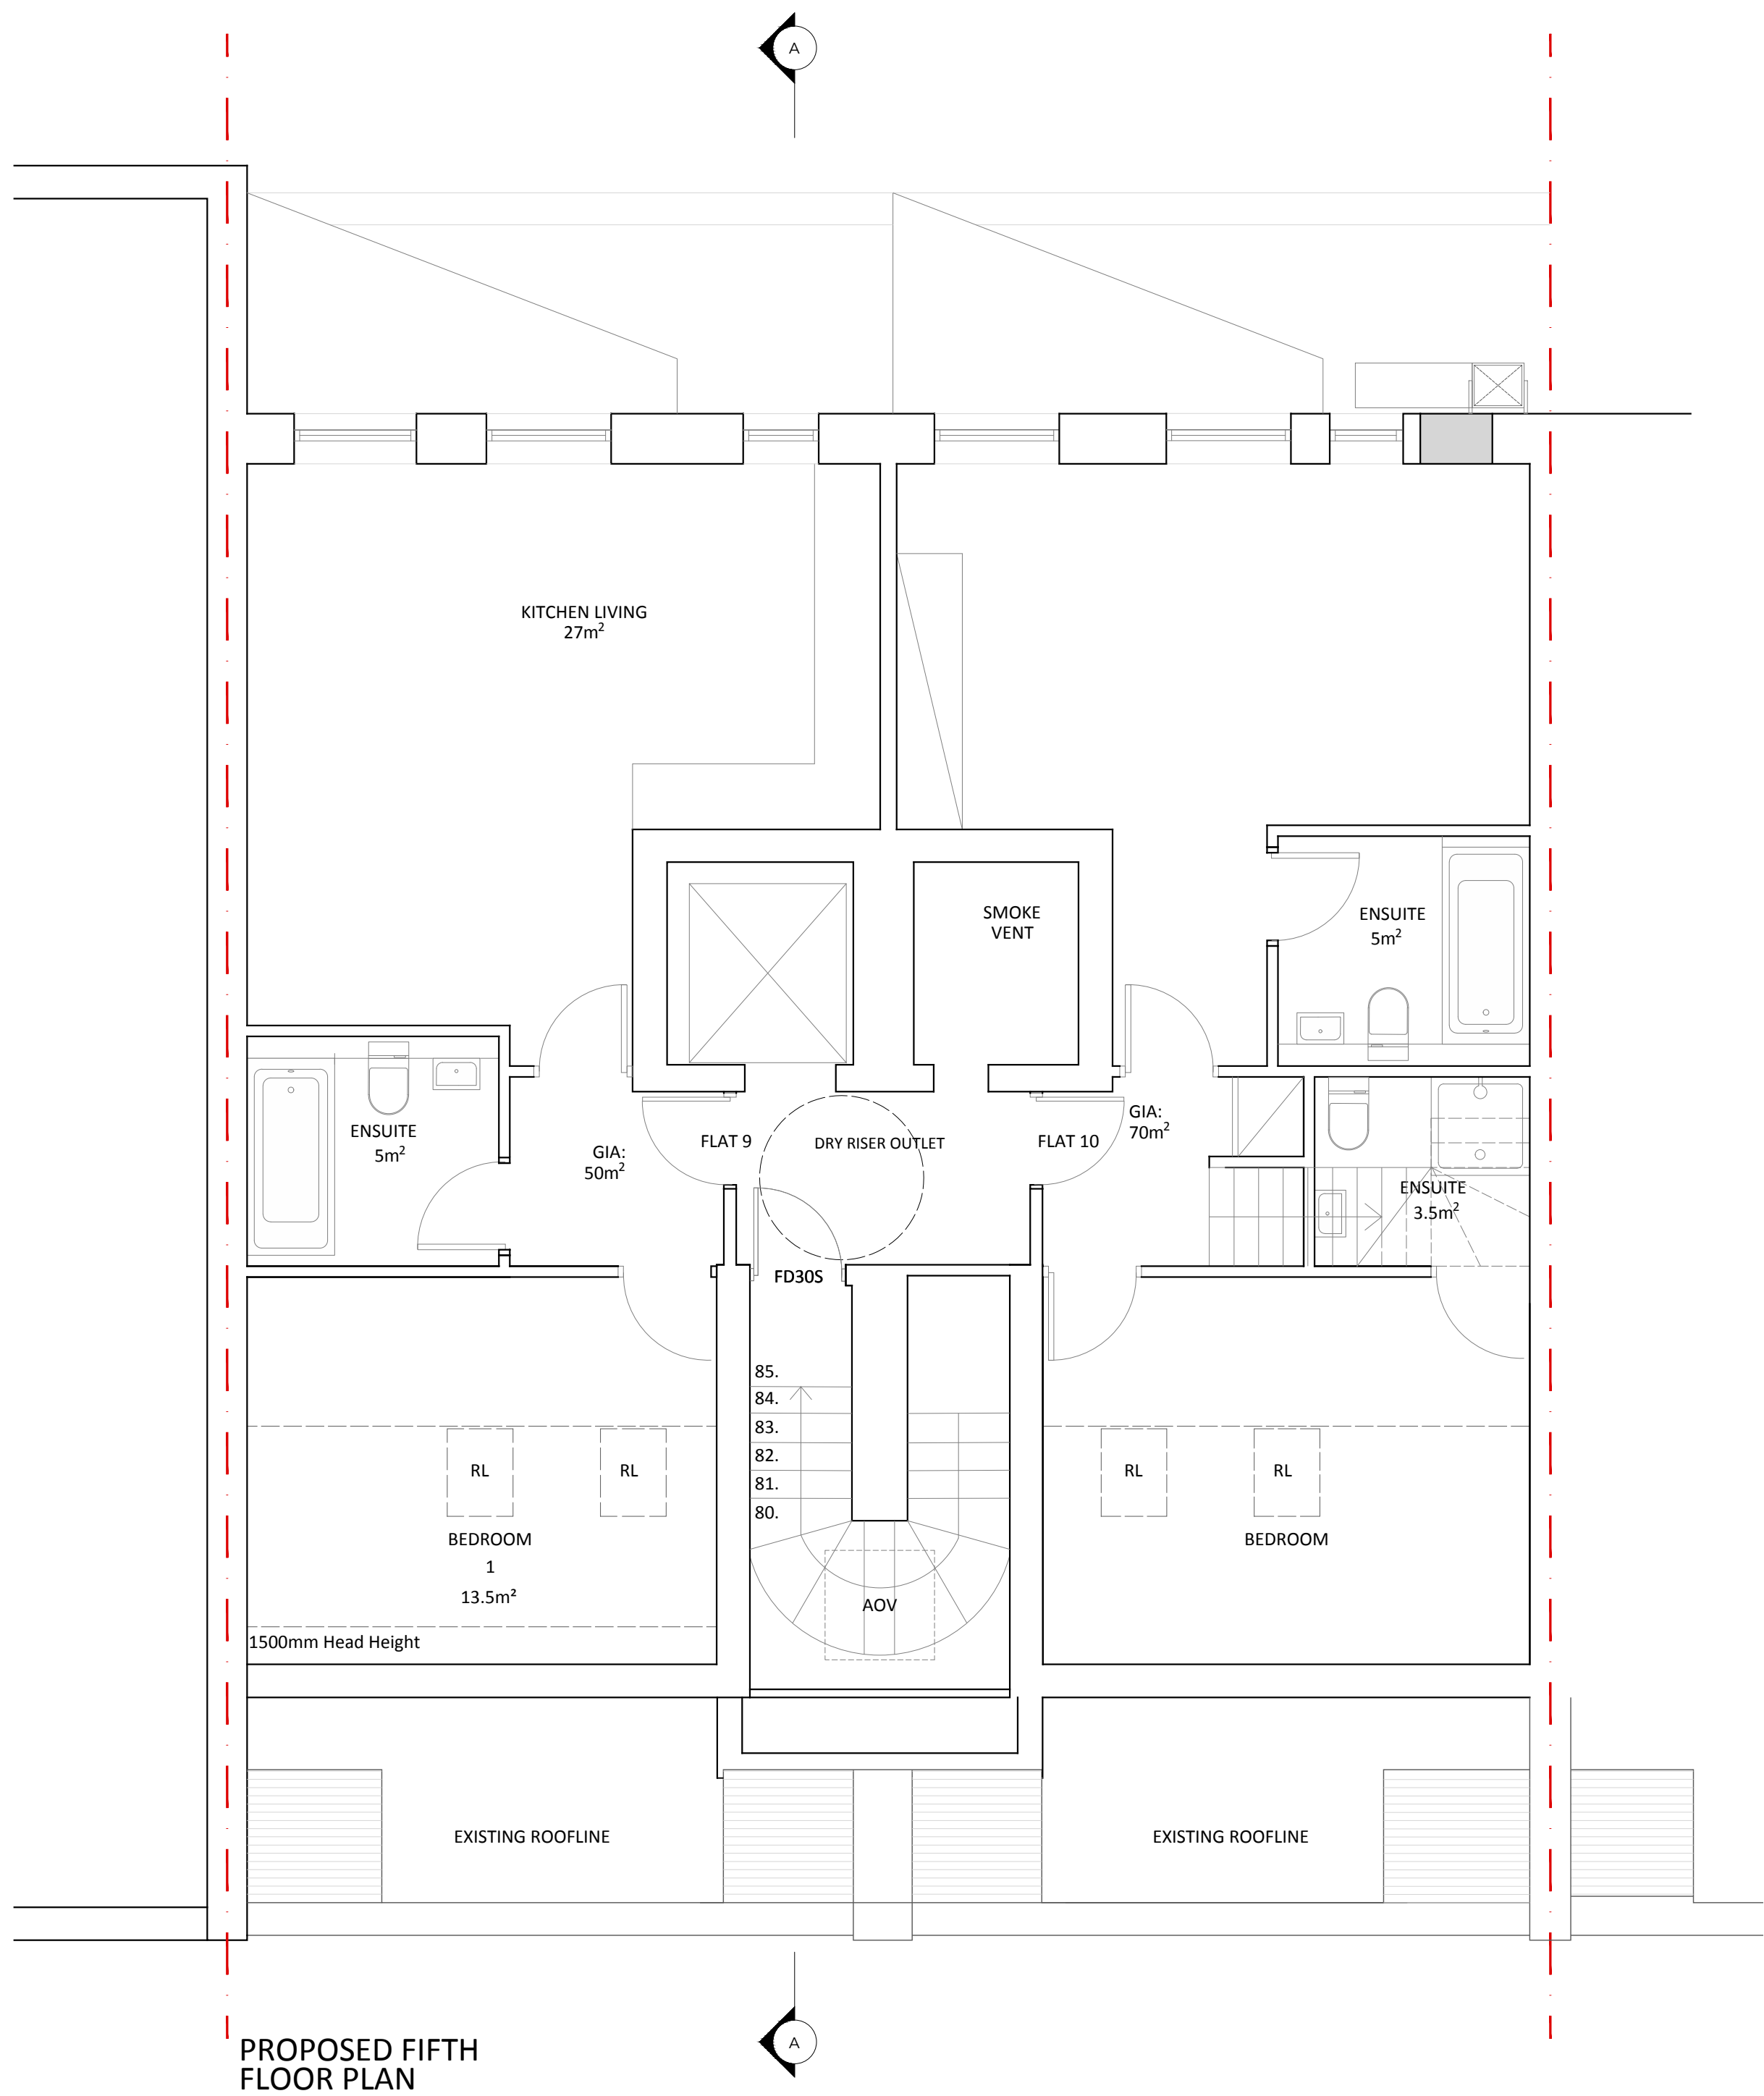 A
KITCHEN LIVING
27m²
SMOKE
VENT
ENSUITE
5m²
ENSUITE
5m²
GIA:
50m²
FLAT 9
DRY RISER OUTLET
FLAT 10
GIA:
70m²
ENSUITE
3.5m²
FD30S
85.
84.
83.
82.
81.
80.
RL
RL
RL
RL
BEDROOM
1
13.5m²
BEDROOM
AOV
1500mm Head Height
EXISTING ROOFLINE
EXISTING ROOFLINE
A
PROPOSED FIFTH
FLOOR PLAN